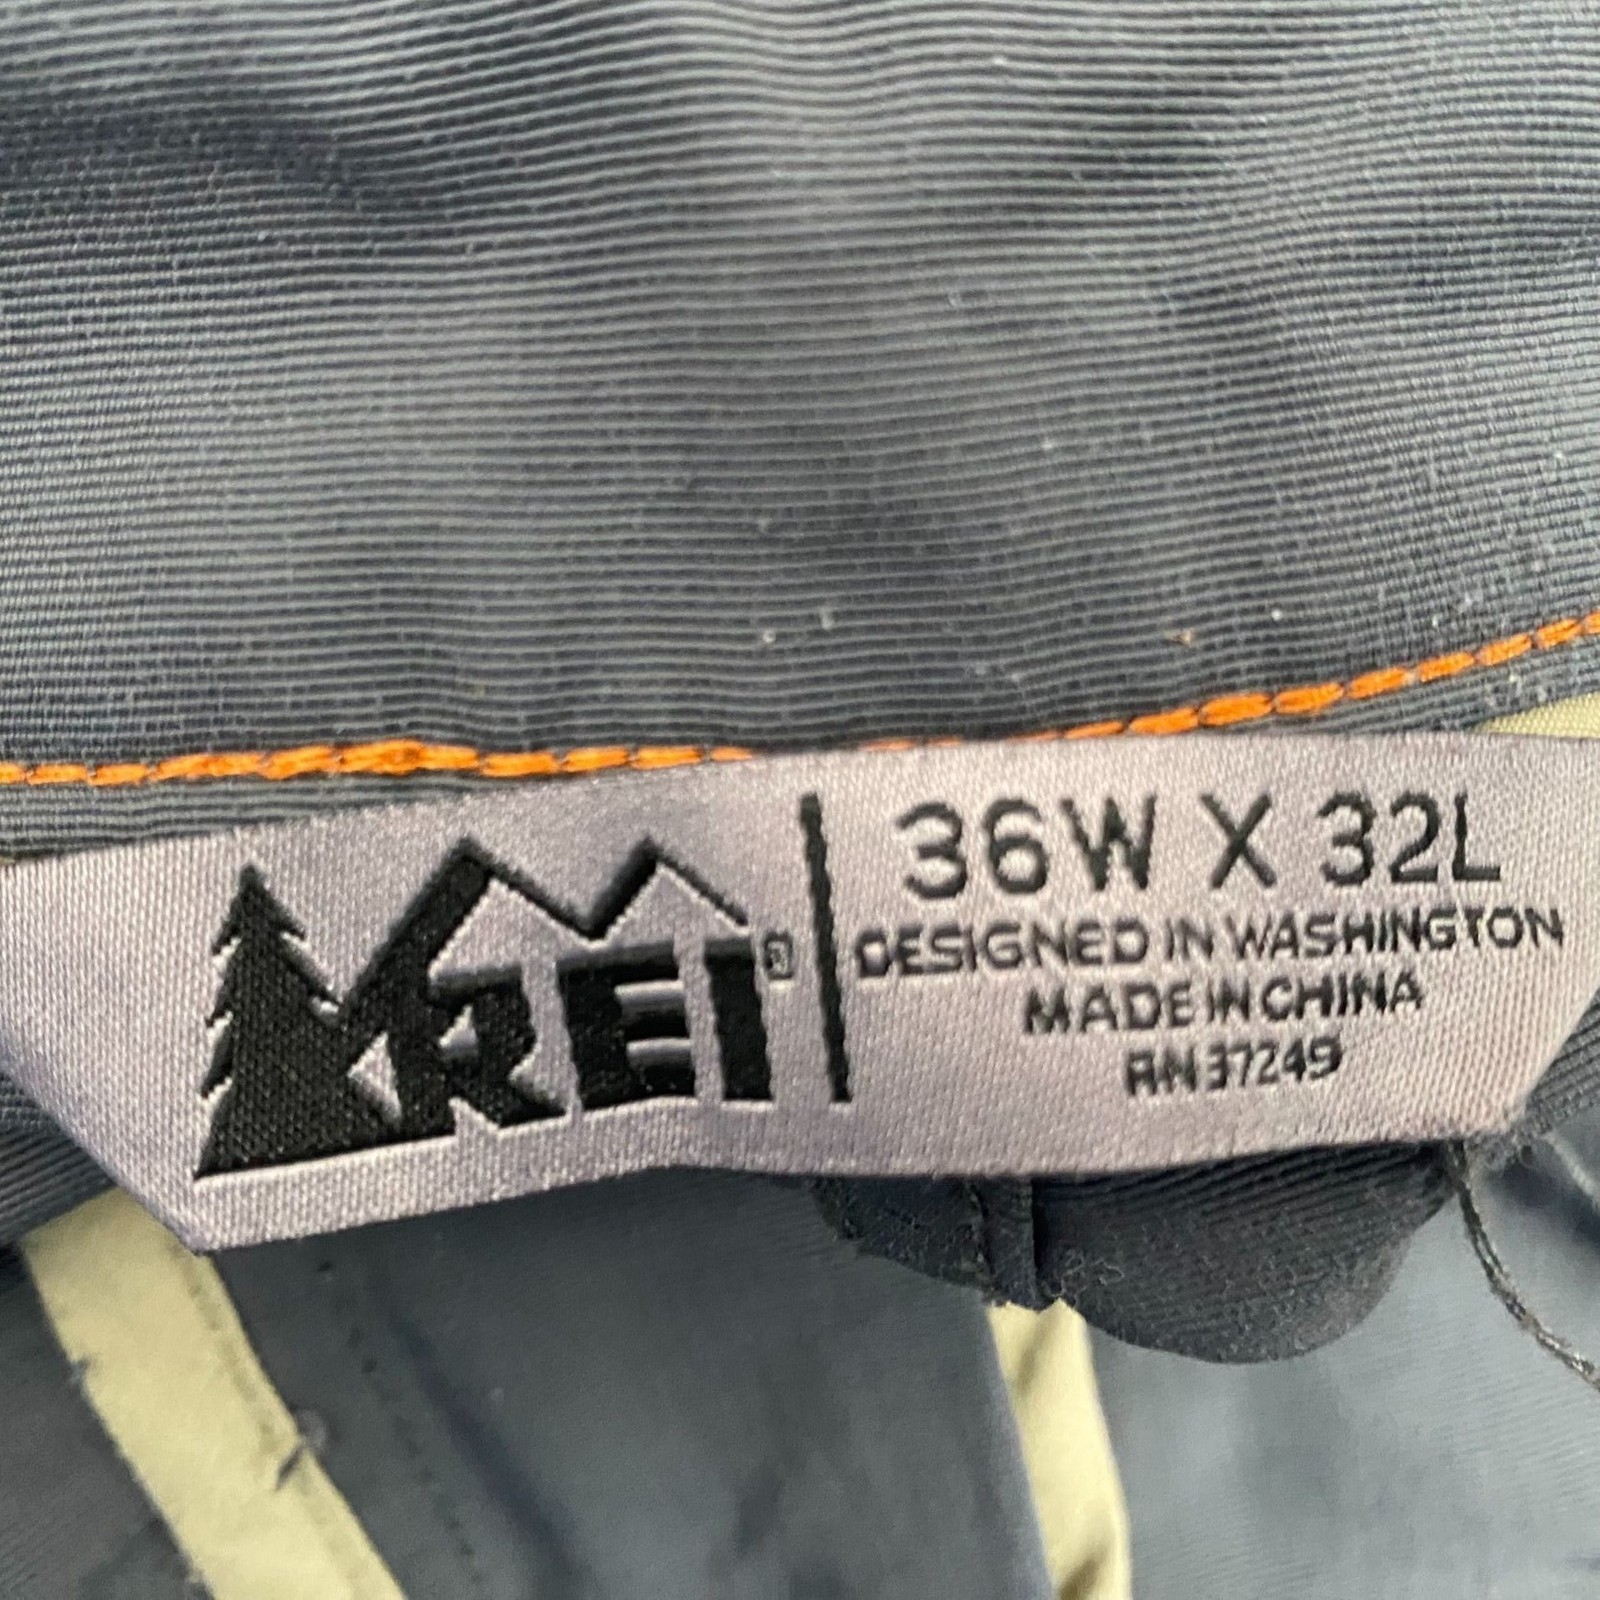 REI®
36W X 32L
DESIGNED IN WASHINGTON
MADE IN CHINA
RN 37249